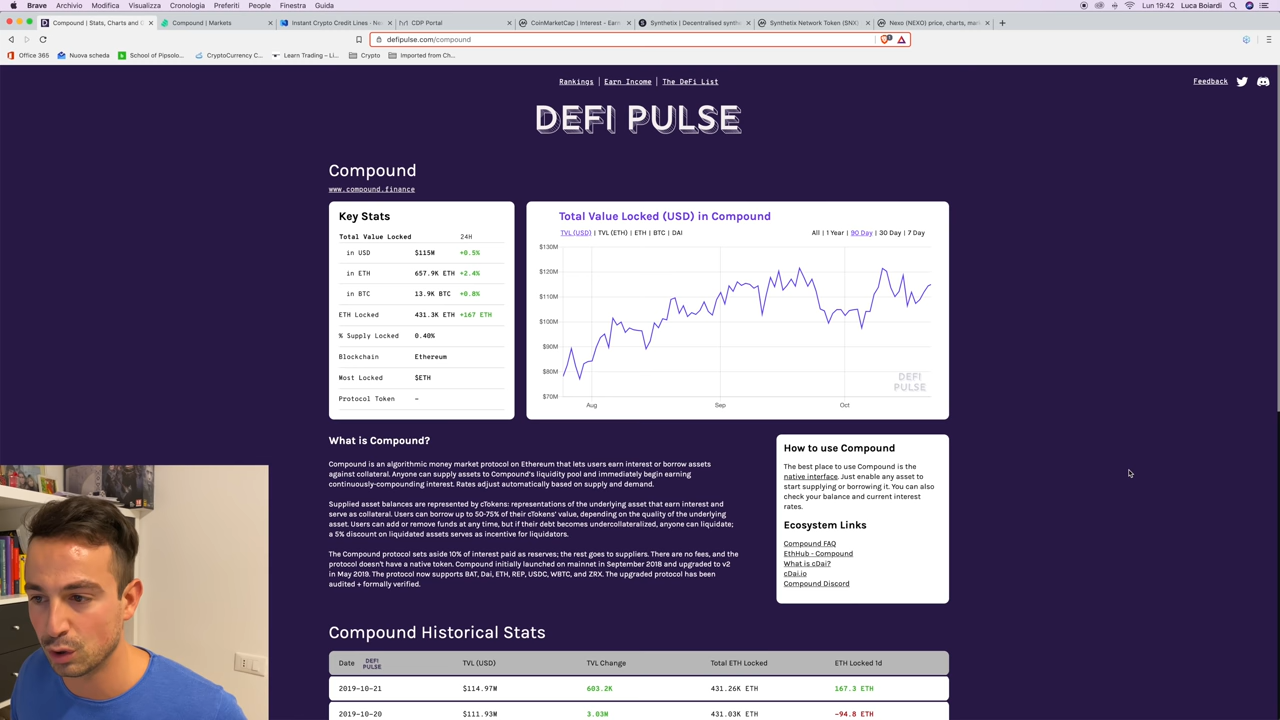 Brave Archivio Modifica Visualizza Cronologia Preferiti People Finestra Guida Lun 19:42 Luca Boiardi
Compound | Stats, Charts and G Compound | Markets Instant Crypto Credit Lines - Ne CDP Portal CoinMarketCap | Interest - Earn Synthetix | Decentralised synthe Synthetix Network Token (SNX) Nexo (NEXO) price, charts, mar
defipulse.com/compound
Office 365 Nuova scheda School of Pipsolo... CryptoCurrency C... Learn Trading – Li... Crypto Imported from Ch...
Rankings | Earn Income | The DeFi List Feedback
DEFI PULSE
Compound
www.compound.finance
Key Stats
Total Value Locked 24H
in USD $115M +0.5%
in ETH 657.9K ETH +2.4%
in BTC 13.9K BTC +0.8%
ETH Locked 431.3K ETH +167 ETH
% Supply Locked 0.40%
Blockchain Ethereum
Most Locked $ETH
Protocol Token –
Total Value Locked (USD) in Compound
TVL (USD) | TVL (ETH) | ETH | BTC | DAI All | 1 Year | 90 Day | 30 Day | 7 Day
$130M
$120M
$110M
$100M
$90M
$80M
$70M
Aug Sep Oct
DEFI
PULSE
What is Compound?
Compound is an algorithmic money market protocol on Ethereum that lets users earn interest or borrow assets
against collateral. Anyone can supply assets to Compound's liquidity pool and immediately begin earning
continuously-compounding interest. Rates adjust automatically based on supply and demand.
Supplied asset balances are represented by cTokens: representations of the underlying asset that earn interest and
serve as collateral. Users can borrow up to 50-75% of their cTokens' value, depending on the quality of the underlying
asset. Users can add or remove funds at any time, but if their debt becomes undercollateralized, anyone can liquidate;
a 5% discount on liquidated assets serves as incentive for liquidators.
The Compound protocol sets aside 10% of interest paid as reserves; the rest goes to suppliers. There are no fees, and the
protocol doesn't have a native token. Compound initially launched on mainnet in September 2018 and upgraded to v2
in May 2019. The protocol now supports BAT, Dai, ETH, REP, USDC, WBTC, and ZRX. The upgraded protocol has been
audited + formally verified.
How to use Compound
The best place to use Compound is the
native interface. Just enable any asset to
start supplying or borrowing it. You can also
check your balance and current interest
rates.
Ecosystem Links
Compound FAQ
EthHub - Compound
What is cDai?
cDai.io
Compound Discord
Compound Historical Stats
Date DEFI PULSE TVL (USD) TVL Change Total ETH Locked ETH Locked 1d
2019-10-21 $114.97M 603.2K 431.26K ETH 167.3 ETH
2019-10-20 $111.93M 3.03M 431.03K ETH -94.8 ETH